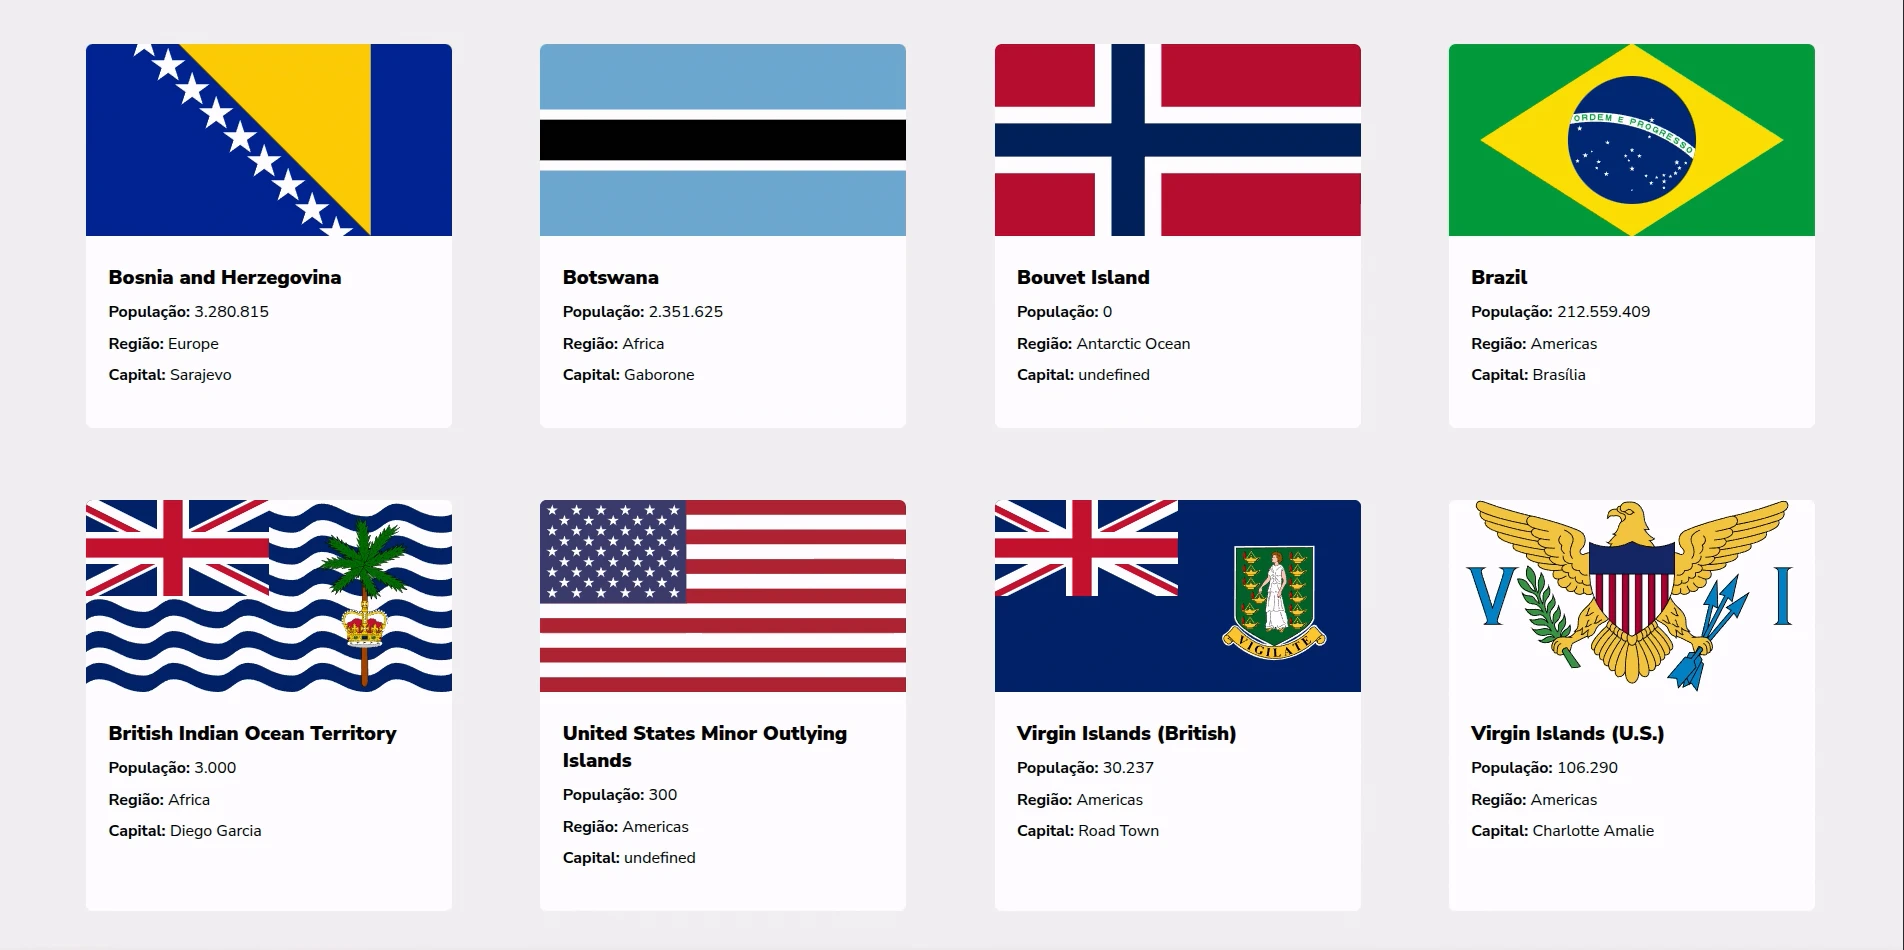 ORDEM E PROGRESSO
Bosnia and Herzegovina
População: 3.280.815
Região: Europe
Capital: Sarajevo
Botswana
População: 2.351.625
Região: Africa
Capital: Gaborone
Bouvet Island
População: 0
Região: Antarctic Ocean
Capital: undefined
Brazil
População: 212.559.409
Região: Americas
Capital: Brasília
VIGILATE
V I
British Indian Ocean Territory
População: 3.000
Região: Africa
Capital: Diego Garcia
United States Minor Outlying
Islands
População: 300
Região: Americas
Capital: undefined
Virgin Islands (British)
População: 30.237
Região: Americas
Capital: Road Town
Virgin Islands (U.S.)
População: 106.290
Região: Americas
Capital: Charlotte Amalie